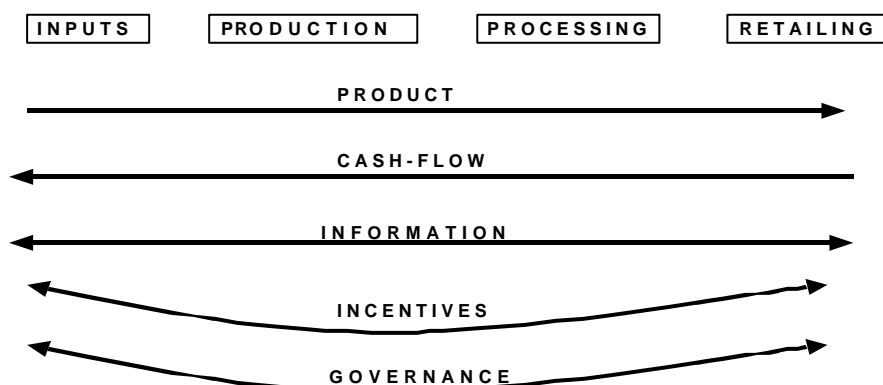 INPUTS PRODUCTION PROCESSING RETAILING
PRODUCT
CASH-FLOW
INFORMATION
INCENTIVES
GOVERNANCE